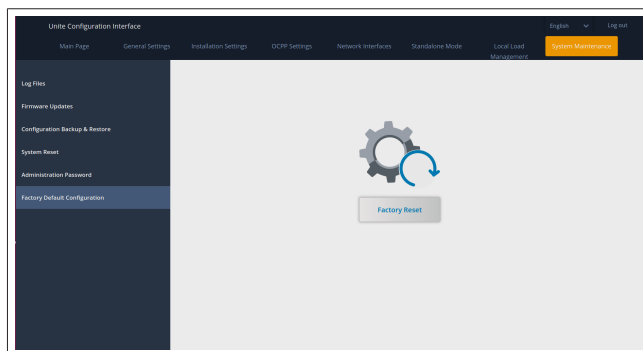 Unite Configuration Interface
English
Log out
Main Page
General Settings
Installation Settings
OCPP Settings
Network Interfaces
Standalone Mode
Local Load
Management
System Maintenance
Log Files
Firmware Updates
Configuration Backup & Restore
System Reset
Administration Password
Factory Default Configuration
Factory Reset